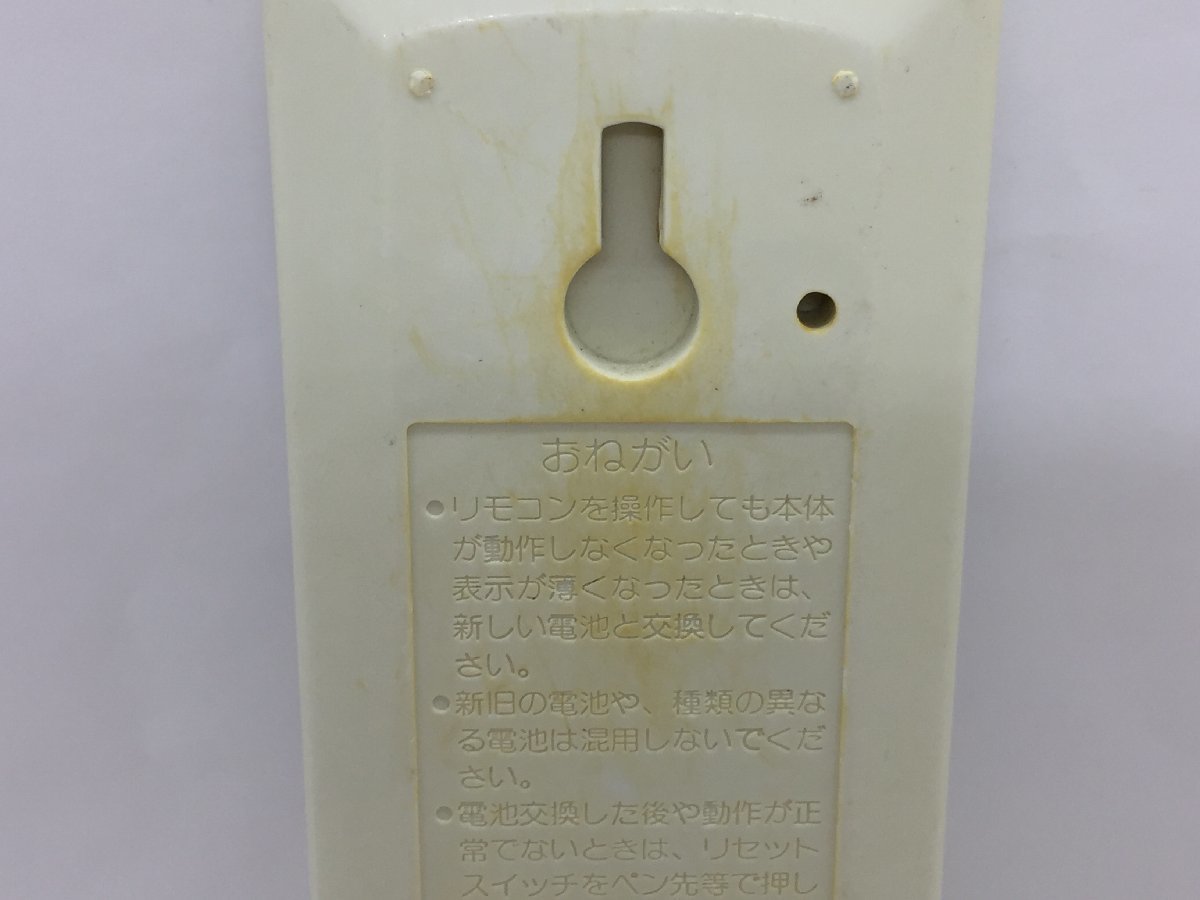 おねがい
●リモコンを操作しても本体
が動作しなくなったときや
表示が薄くなったときは、
新しい電池と交換してくだ
さい。
●新旧の電池や、種類の異な
る電池は混用しないでくだ
さい。
●電池交換した後や動作が正
常でないときは、リセット
スイッチをペン先等で押し